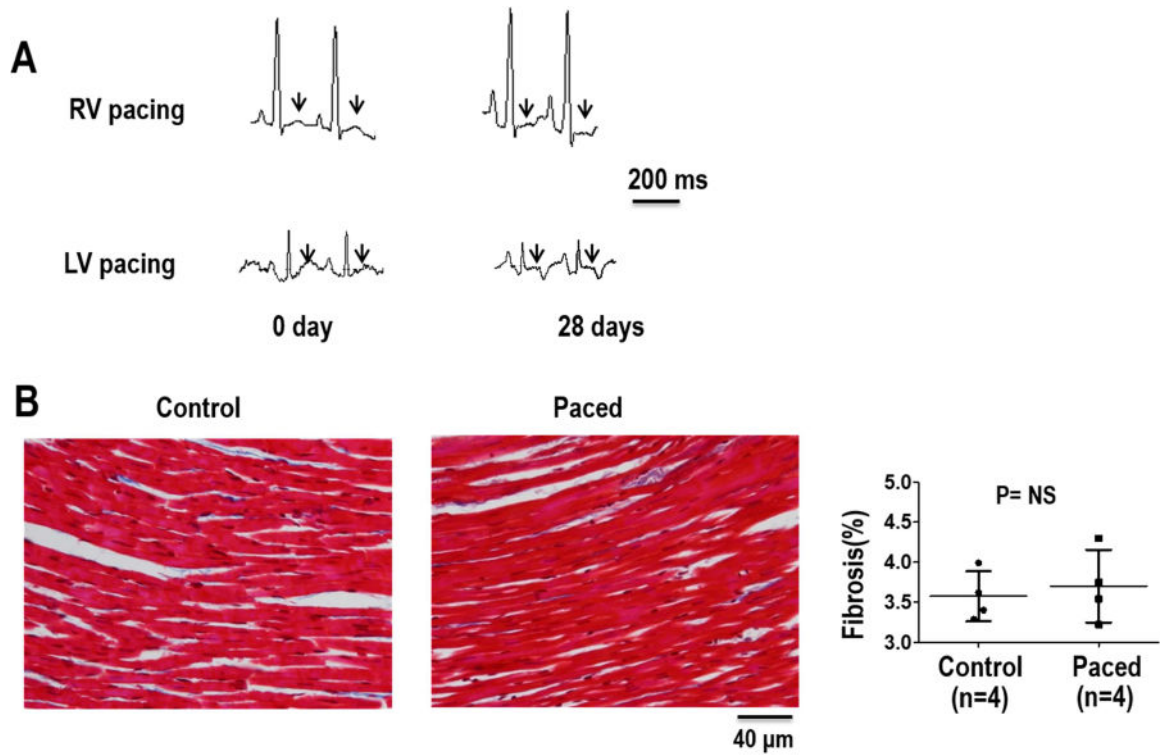 A
RV pacing
200 ms
LV pacing
0 day
28 days
B
Control
Paced
40 µm
5.0
4.5
4.0
3.5
3.0
Fibrosis(%)
P= NS
Control
(n=4)
Paced
(n=4)